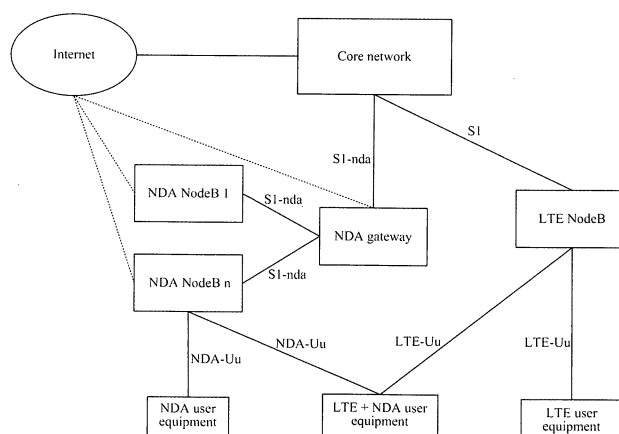 Internet
Core network
S1-nda
S1
NDA NodeB 1
S1-nda
LTE NodeB
NDA gateway
S1-nda
NDA NodeB n
NDA-Uu
LTE-Uu
LTE-Uu
NDA-Uu
NDA user
equipment
LTE + NDA user
equipment
LTE user
equipment